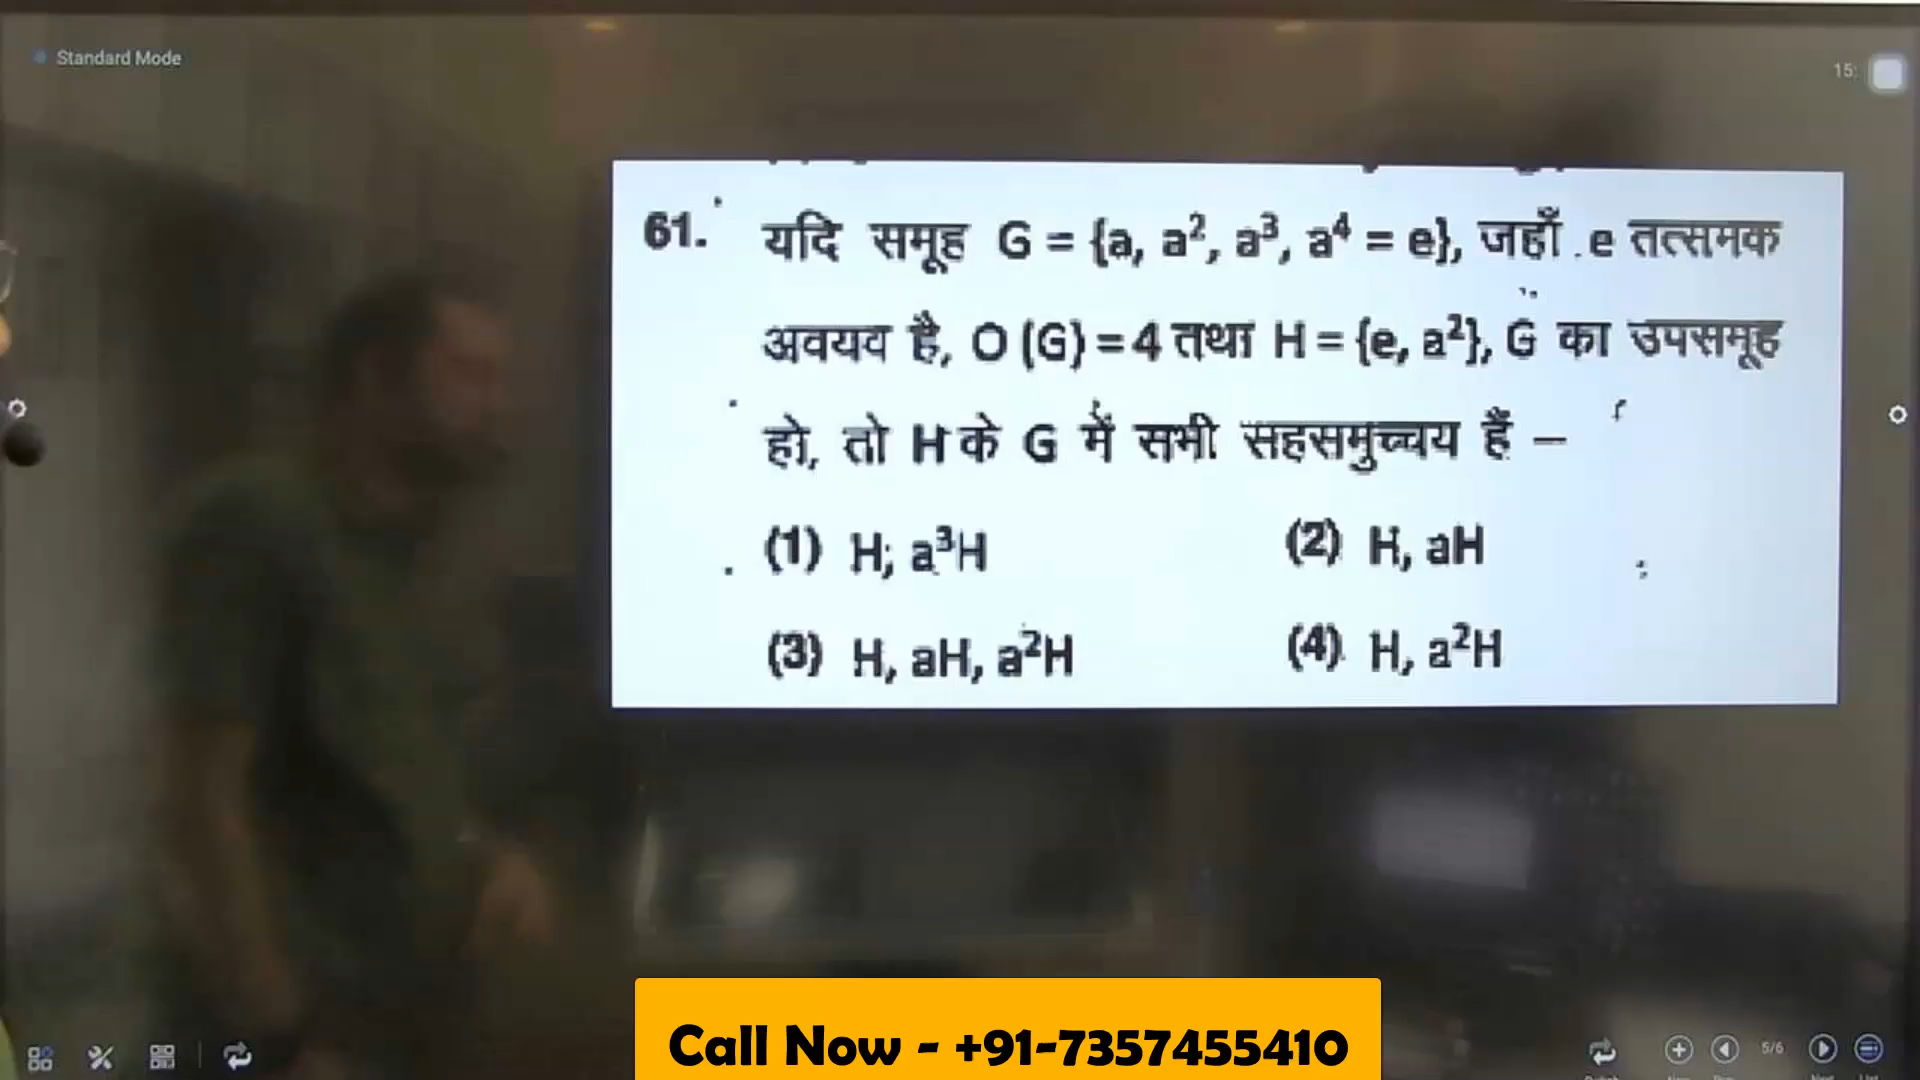 Standard Mode
15:
61. यदि समूह G = {a, a², a³, a⁴ = e}, जहाँ e तत्समक
अवयव है, O (G) = 4 तथा H = {e, a²}, G का उपसमूह
हो, तो H के G में सभी सहसमुच्चय हैं –
(1) H, a³H (2) H, aH
(3) H, aH, a²H (4) H, a²H
Call Now - +91-7357455410
5/6